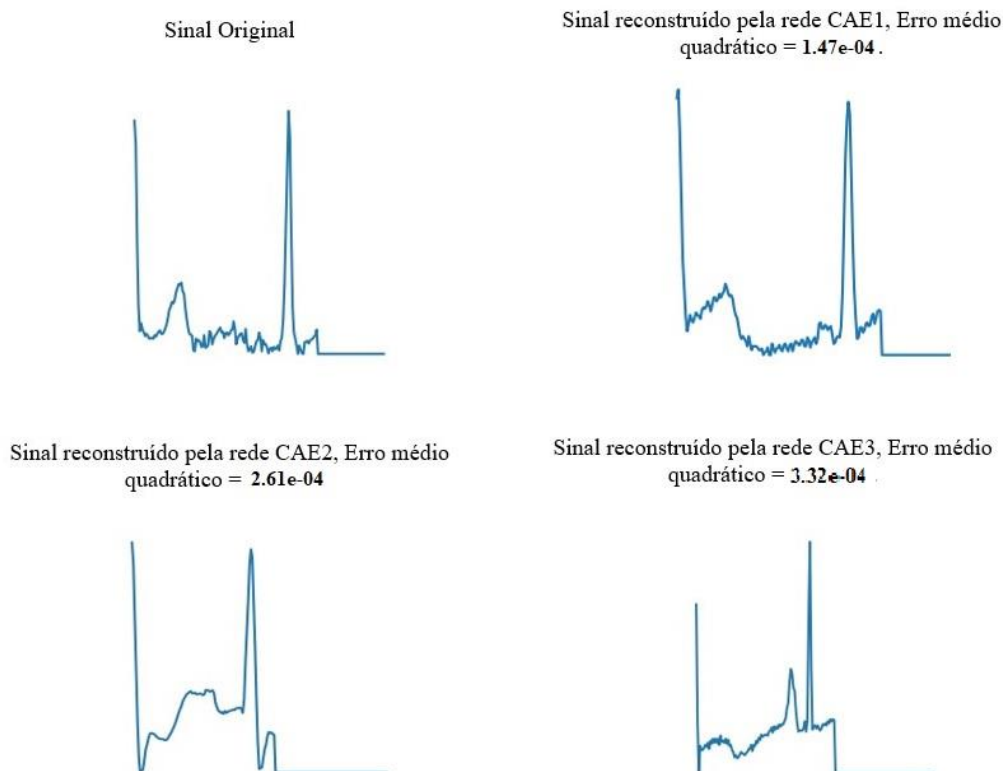 Sinal Original
Sinal reconstruído pela rede CAE1, Erro médio
quadrático = 1.47e-04 .
Sinal reconstruído pela rede CAE2, Erro médio
quadrático = 2.61e-04
Sinal reconstruído pela rede CAE3, Erro médio
quadrático = 3.32e-04 .